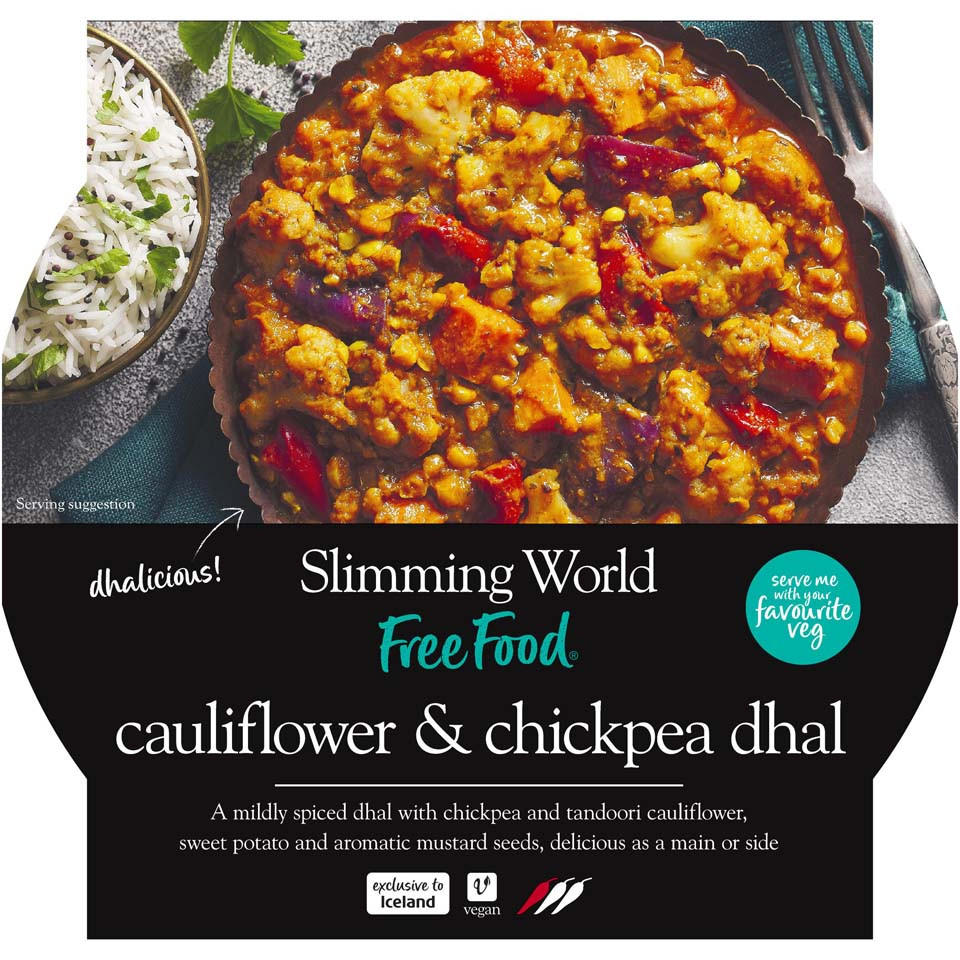 Serving suggestion
dhalicious!
Slimming World
Free Food®
serve me
with your
favourite
veg
cauliflower & chickpea dhal
A mildly spiced dhal with chickpea and tandoori cauliflower,
sweet potato and aromatic mustard seeds, delicious as a main or side
exclusive to
Iceland
V
vegan